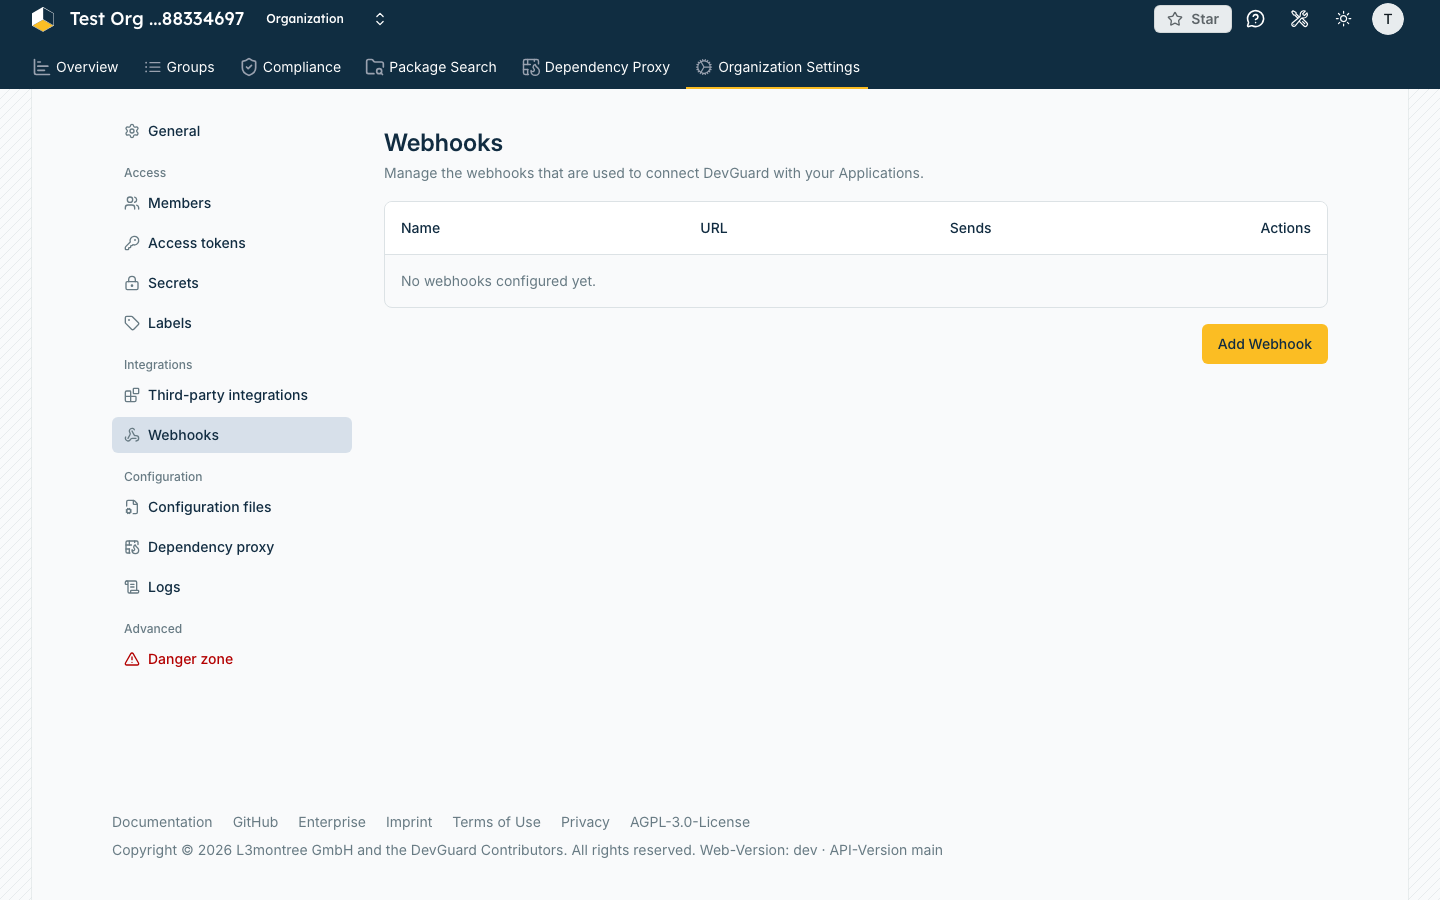 Test Org ...88334697 Organization Star T
Overview Groups Compliance Package Search Dependency Proxy Organization Settings
General
Access
Members
Access tokens
Secrets
Labels
Integrations
Third-party integrations
Webhooks
Configuration
Configuration files
Dependency proxy
Logs
Advanced
Danger zone
Webhooks
Manage the webhooks that are used to connect DevGuard with your Applications.
Name URL Sends Actions
No webhooks configured yet.
Add Webhook
Documentation GitHub Enterprise Imprint Terms of Use Privacy AGPL-3.0-License
Copyright © 2026 L3montree GmbH and the DevGuard Contributors. All rights reserved. Web-Version: dev · API-Version main